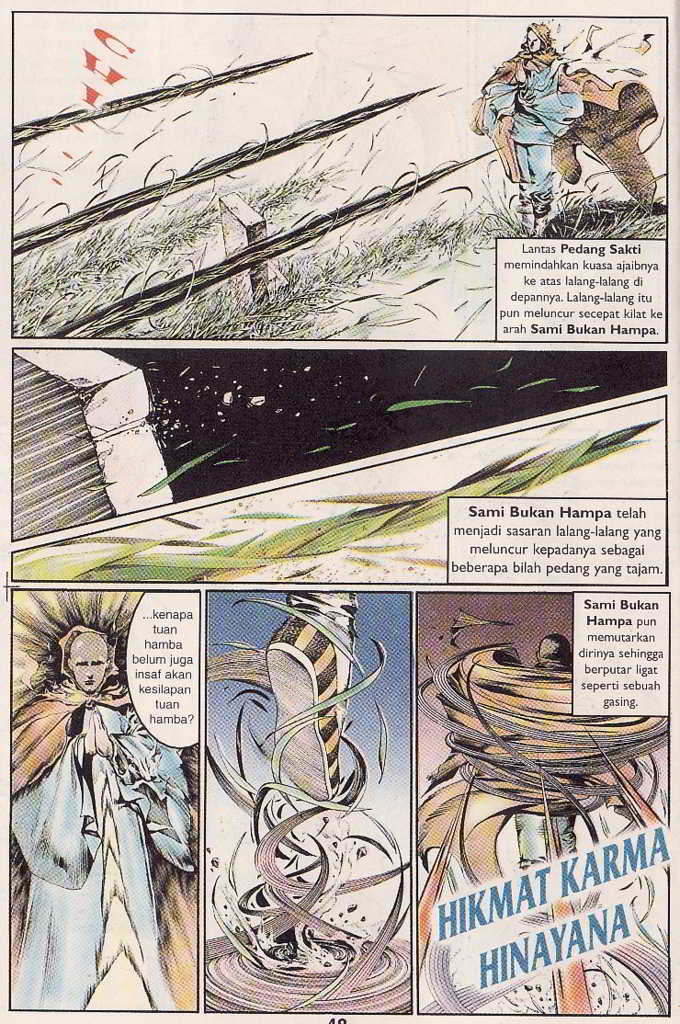 Lantas Pedang Sakti
memindahkan kuasa ajaibnya
ke atas lalang-lalang di
depannya. Lalang-lalang itu
pun meluncur secepat kilat ke
arah Sami Bukan Hampa.
Sami Bukan Hampa telah
menjadi sasaran lalang-lalang yang
meluncur kepadanya sebagai
beberapa bilah pedang yang tajam.
...kenapa
tuan
hamba
belum juga
insaf akan
kesilapan
tuan
hamba?
Sami Bukan
Hampa pun
memutarkan
dirinya sehingga
berputar ligat
seperti sebuah
gasing.
HIKMAT KARMA
HINAYANA